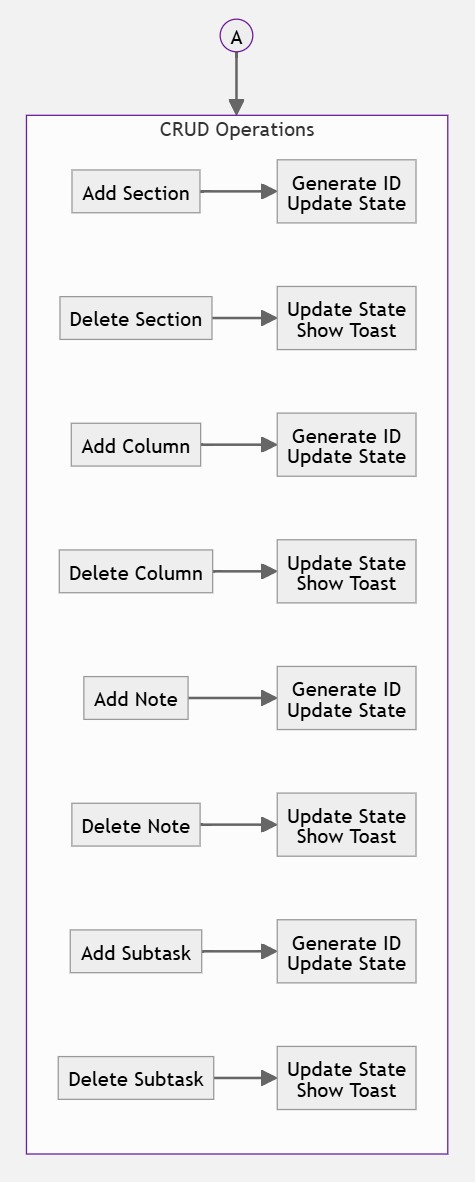 A
CRUD Operations
Add Section
Generate ID
Update State
Delete Section
Update State
Show Toast
Add Column
Generate ID
Update State
Delete Column
Update State
Show Toast
Add Note
Generate ID
Update State
Delete Note
Update State
Show Toast
Add Subtask
Generate ID
Update State
Delete Subtask
Update State
Show Toast